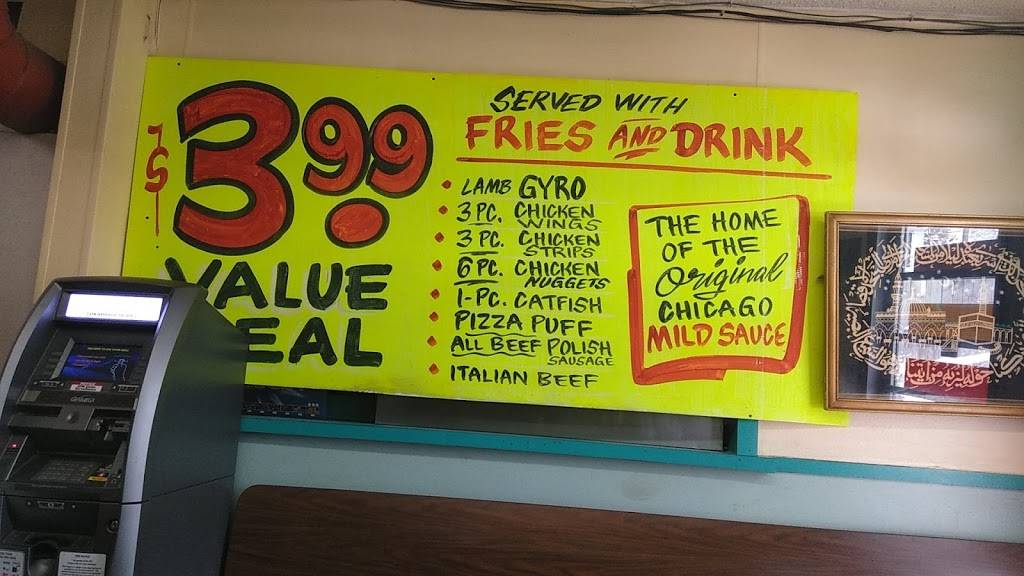 $3.99
VALUE
EAL
SERVED WITH
FRIES AND DRINK
LAMB GYRO
3 PC. CHICKEN
WINGS
3 PC. CHICKEN
STRIPS
6 PC. CHICKEN
NUGGETS
1-PC. CATFISH
PIZZA PUFF
ALL BEEF POLISH
SAUSAGE
ITALIAN BEEF
THE HOME
OF THE
Original
CHICAGO
MILD SAUCE